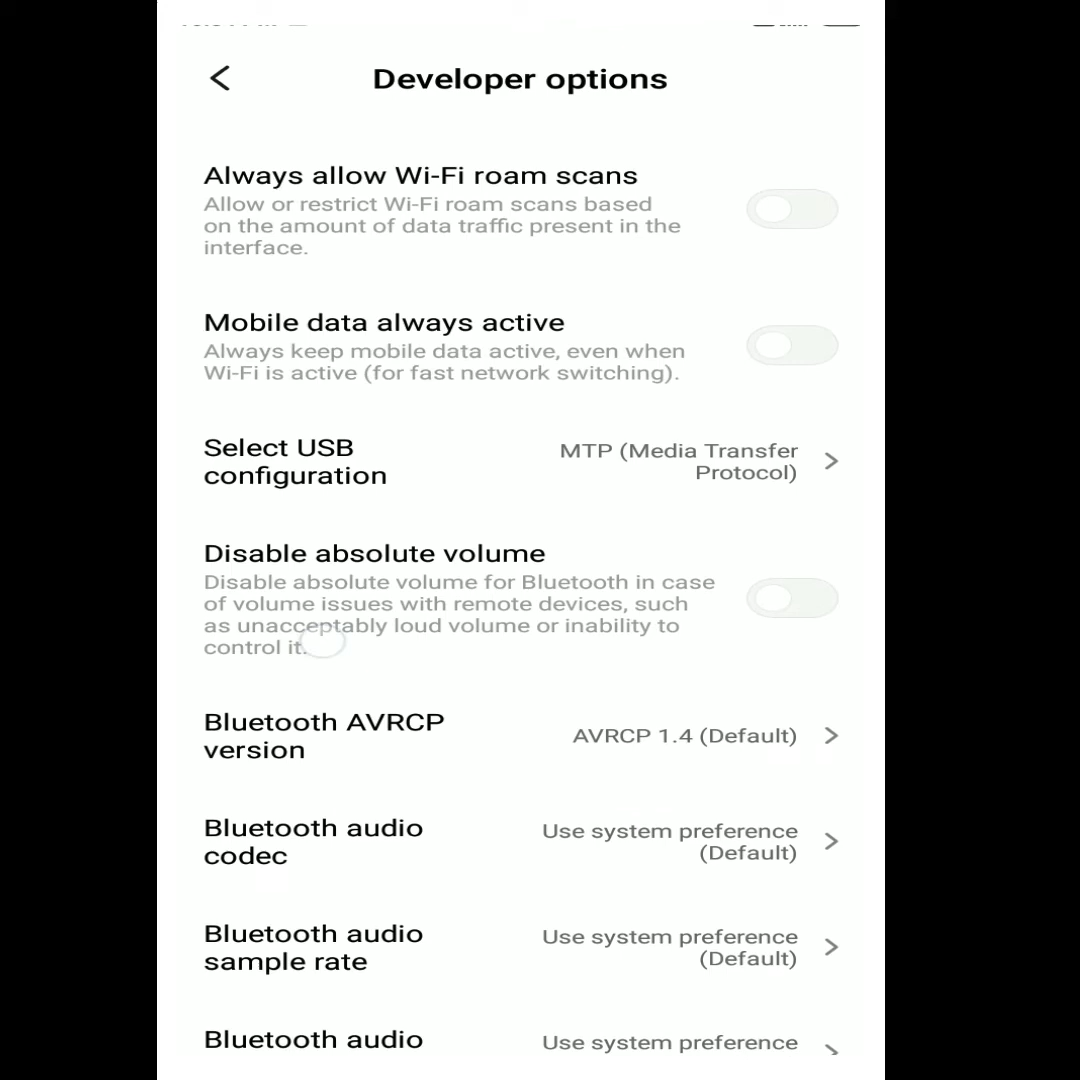 Developer options
Always allow Wi-Fi roam scans
Allow or restrict Wi-Fi roam scans based
on the amount of data traffic present in the
interface.
Mobile data always active
Always keep mobile data active, even when
Wi-Fi is active (for fast network switching).
Select USB
configuration
MTP (Media Transfer
Protocol)
Disable absolute volume
Disable absolute volume for Bluetooth in case
of volume issues with remote devices, such
as unacceptably loud volume or inability to
control it.
Bluetooth AVRCP
version
AVRCP 1.4 (Default)
Bluetooth audio
codec
Use system preference
(Default)
Bluetooth audio
sample rate
Use system preference
(Default)
Bluetooth audio
Use system preference